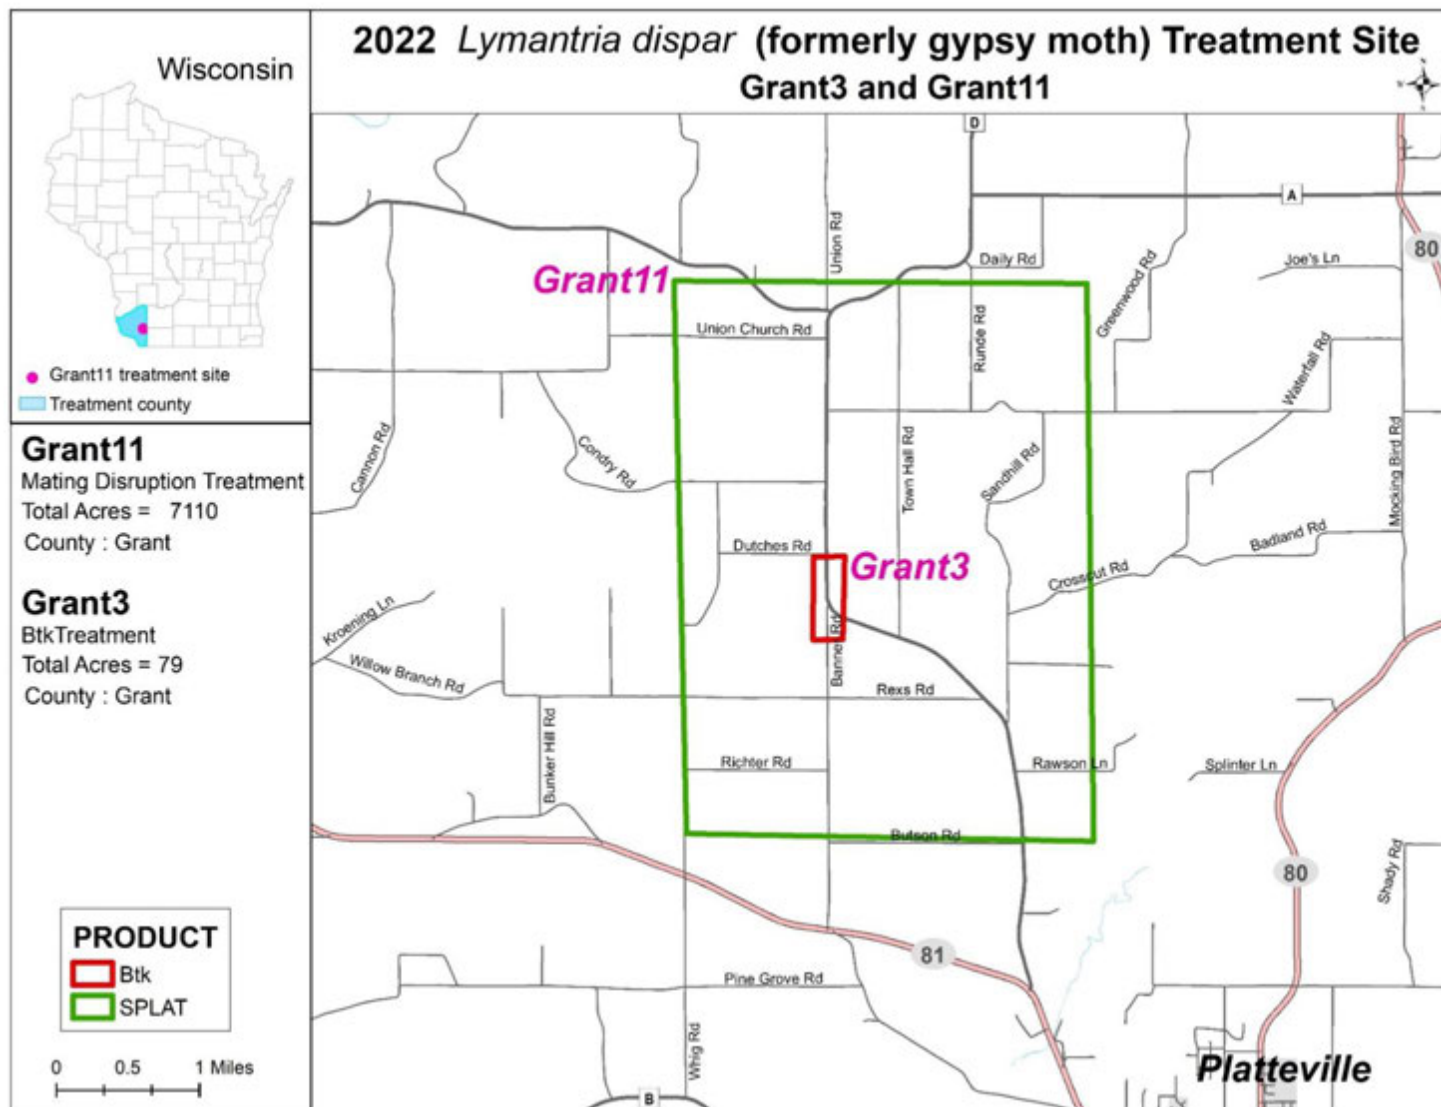 2022 Lymantria dispar (formerly gypsy moth) Treatment Site
Grant3 and Grant11
Wisconsin
Grant11 treatment site
Treatment county
Grant11
Mating Disruption Treatment
Total Acres = 7110
County : Grant
Grant3
BtkTreatment
Total Acres = 79
County : Grant
PRODUCT
Btk
SPLAT
0 0.5 1 Miles
D
A
80
Union Rd
Daily Rd
Greenwood Rd
Joe's Ln
Grant11
Union Church Rd
Runde Rd
Waterfall Rd
Cannon Rd
Condry Rd
Town Hall Rd
Sandhill Rd
Mocking Bird Rd
Dutches Rd
Badland Rd
Grant3
Crosscut Rd
Kroening Ln
Willow Branch Rd
Rexs Rd
Bunker Hill Rd
Richter Rd
Rawson Ln
Splinter Ln
Butson Rd
80
Shady Rd
81
Pine Grove Rd
Whig Rd
Platteville
B